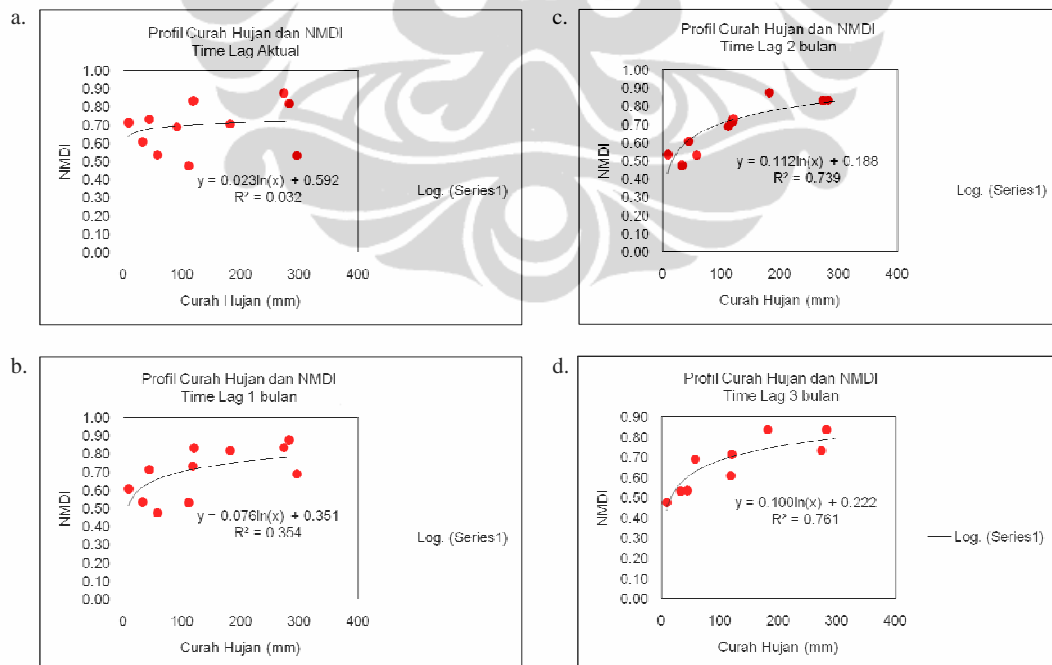 a.
Profil Curah Hujan dan NMDI
Time Lag Aktual
1.00
0.90
0.80
0.70
0.60
0.50
0.40
0.30
0.20
0.10
0.00
NMDI
y = 0.023ln(x) + 0.592
R² = 0.032
Log. (Series1)
0 100 200 300 400
Curah Hujan (mm)
c.
Profil Curah Hujan dan NMDI
Time Lag 2 bulan
1.00
0.90
0.80
0.70
0.60
0.50
0.40
0.30
0.20
0.10
0.00
NMDI
y = 0.112ln(x) + 0.188
R² = 0.739
Log. (Series1)
0 100 200 300 400
Curah Hujan (mm)
b.
Profil Curah Hujan dan NMDI
Time Lag 1 bulan
1.00
0.90
0.80
0.70
0.60
0.50
0.40
0.30
0.20
0.10
0.00
NMDI
y = 0.076ln(x) + 0.351
R² = 0.354
Log. (Series1)
0 100 200 300 400
Curah Hujan (mm)
d.
Profil Curah Hujan dan NMDI
Time Lag 3 bulan
0.90
0.80
0.70
0.60
0.50
0.40
0.30
0.20
0.10
0.00
NMDI
y = 0.100ln(x) + 0.222
R² = 0.761
Log. (Series1)
0 100 200 300 400
Curah Hujan (mm)